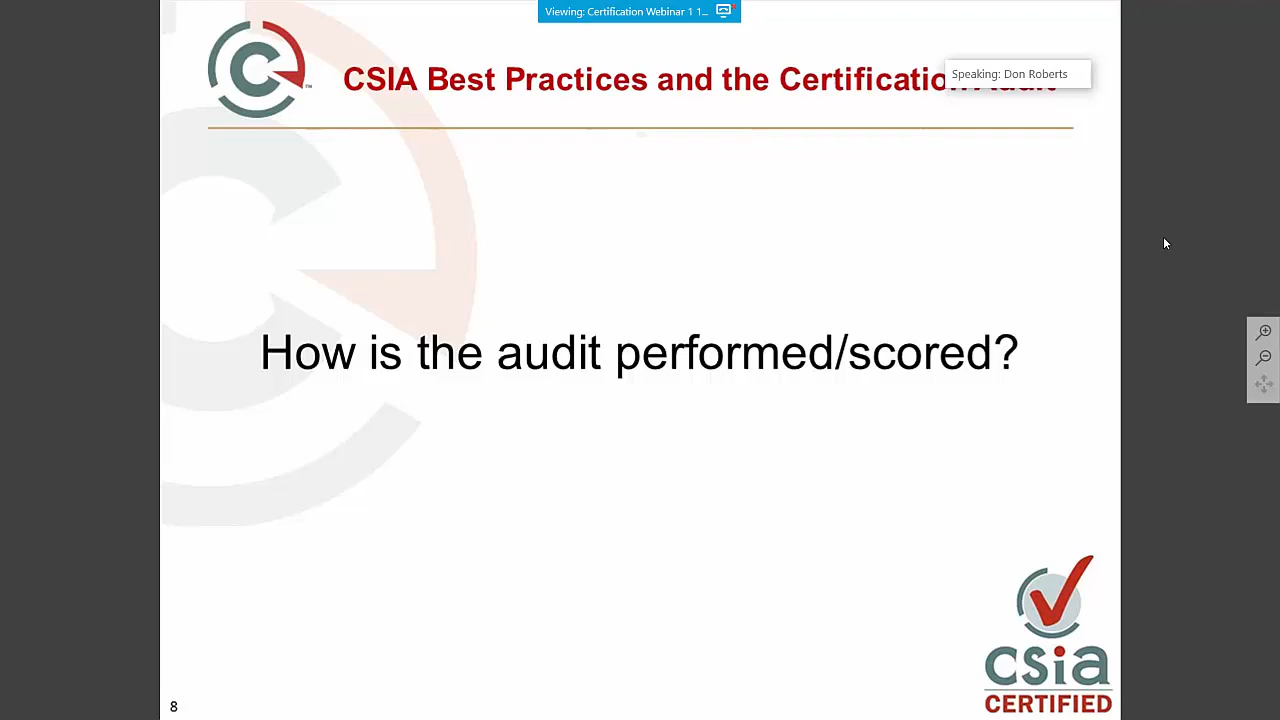 Viewing: Certification Webinar 1 1...
CSIA Best Practices and the Certification
Speaking: Don Roberts
How is the audit performed/scored?
csia
CERTIFIED
8